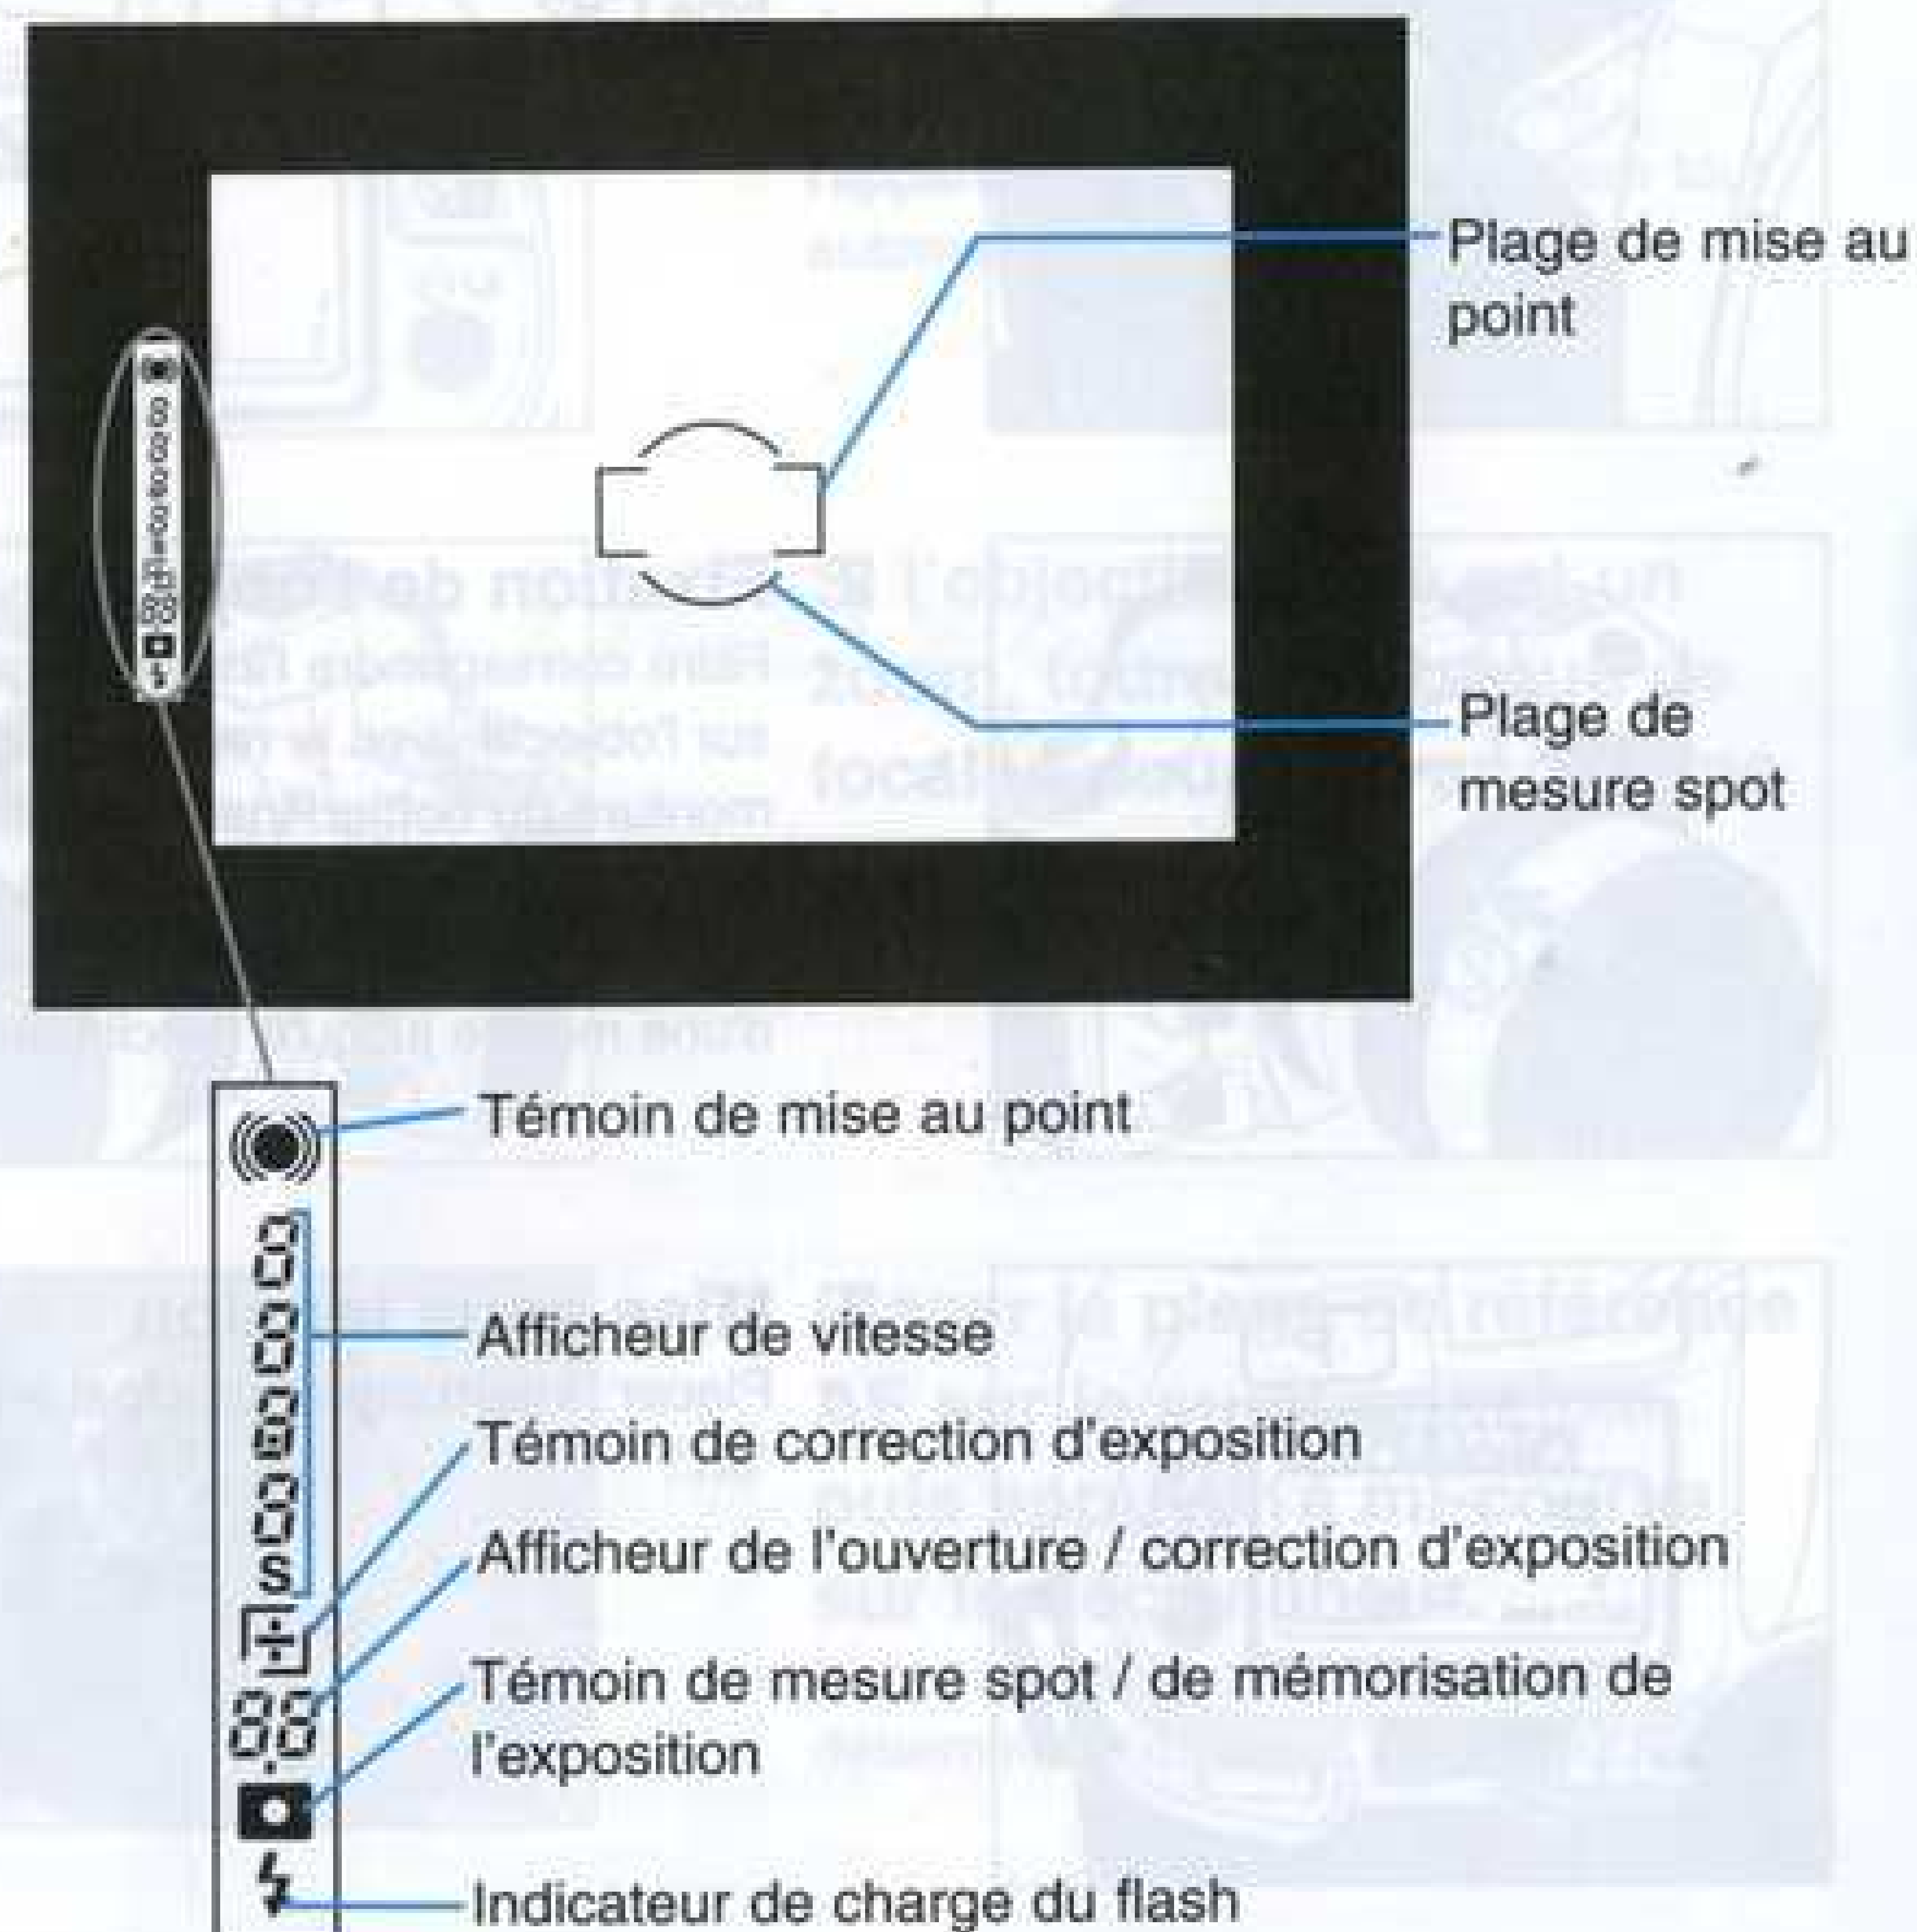 Plage de mise au
point
Plage de
mesure spot
Témoin de mise au point
Afficheur de vitesse
Témoin de correction d'exposition
Afficheur de l'ouverture / correction d'exposition
Témoin de mesure spot / de mémorisation de
l'exposition
Indicateur de charge du flash